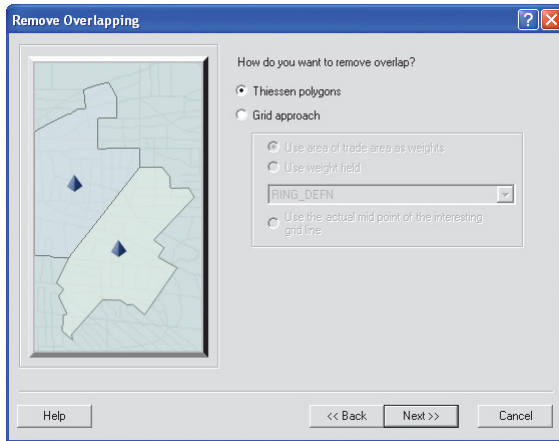 Remove Overlapping
How do you want to remove overlap?
Thiessen polygons
Grid approach
Use area of trade area as weights
Use weight field
RING_DEFN
Use the actual mid point of the interesting
grid line
Help
<< Back
Next >>
Cancel